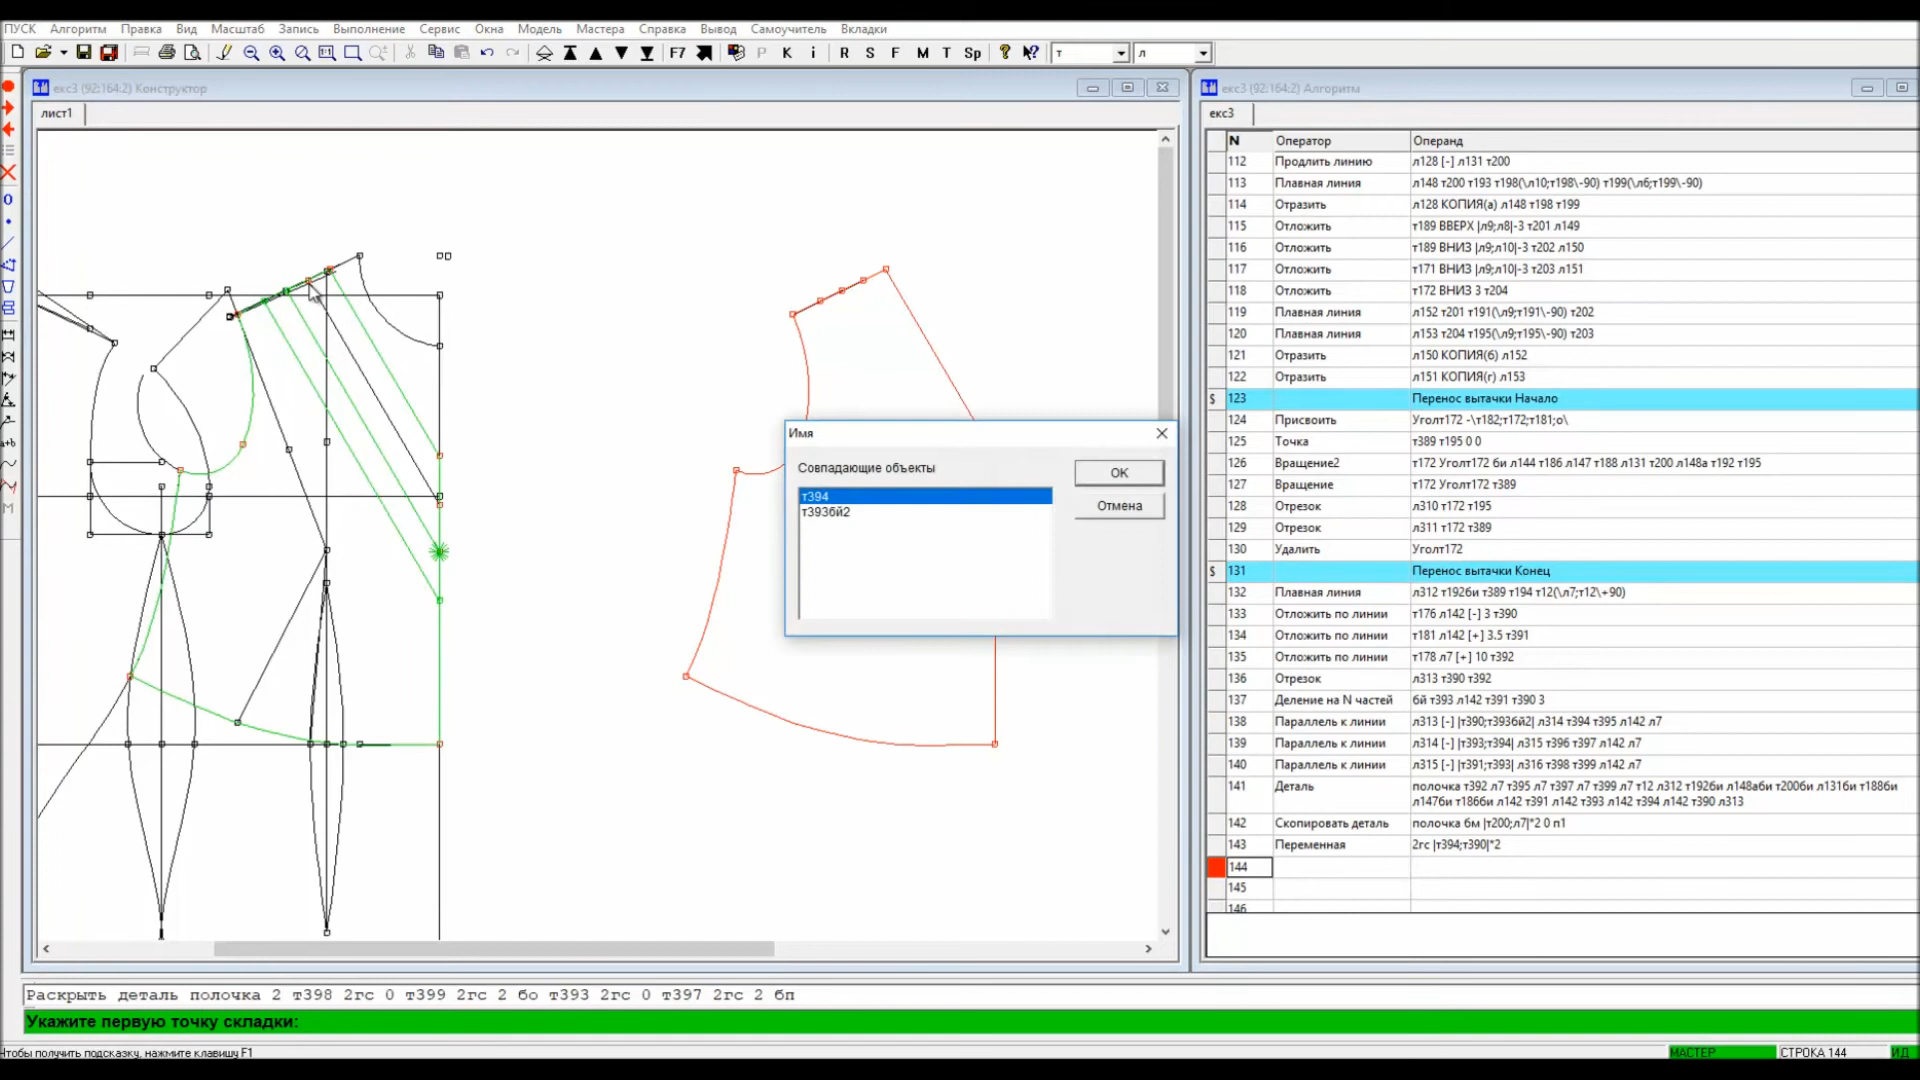 ПУСК Алгоритм Правка Вид Масштаб Запись Выполнение Сервис Окна Модель Мастера Справка Вывод Самоучитель Вкладки
F7 P K i R S F M T Sp ? т л
екс3 (92:164:2) Конструктор
лист1
екс3 (92:164:2) Алгоритм
екс3
N Оператор Операнд
112 Продлить линию л128 [-] л131 т200
113 Плавная линия л148 т200 т193 т198(\л10;т198\-90) т199(\л6;т199\-90)
114 Отразить л128 КОПИЯ(а) л148 т198 т199
115 Отложить т189 ВВЕРХ |л9;л8|-3 т201 л149
116 Отложить т189 ВНИЗ |л9;л10|-3 т202 л150
117 Отложить т171 ВНИЗ |л9;л10|-3 т203 л151
118 Отложить т172 ВНИЗ 3 т204
119 Плавная линия л152 т201 т191(\л9;т191\-90) т202
120 Плавная линия л153 т204 т195(\л9;т195\-90) т203
121 Отразить л150 КОПИЯ(б) л152
122 Отразить л151 КОПИЯ(г) л153
$ 123 Перенос вытачки Начало
124 Присвоить Уголт172 -\т182;т172;т181;о\
125 Точка т389 т195 0 0
126 Вращение2 т172 Уголт172 би л144 т186 л147 т188 л131 т200 л148а т192 т195
127 Вращение т172 Уголт172 т389
128 Отрезок л310 т172 т195
129 Отрезок л311 т172 т389
130 Удалить Уголт172
$ 131 Перенос вытачки Конец
132 Плавная линия л312 т192би т389 т194 т12(\л7;т12\+90)
133 Отложить по линии т176 л142 [-] 3 т390
134 Отложить по линии т181 л142 [+] 3.5 т391
135 Отложить по линии т178 л7 [+] 10 т392
136 Отрезок л313 т390 т392
137 Деление на N частей бй т393 л142 т391 т390 3
138 Параллель к линии л313 [-] |т390;т393бй2| л314 т394 т395 л142 л7
139 Параллель к линии л314 [-] |т393;т394| л315 т396 т397 л142 л7
140 Параллель к линии л315 [-] |т391;т393| л316 т398 т399 л142 л7
141 Деталь полочка т392 л7 т395 л7 т397 л7 т399 л7 т12 л312 т192би л148аби т200би л131би т188би
л147би т186би л142 т391 л142 т393 л142 т394 л142 т390 л313
142 Скопировать деталь полочка бм |т200;л7|*2 0 п1
143 Переменная 2гс |т394;т390|*2
144
145
146
Имя
Совпадающие объекты
т394
т393бй2
OK
Отмена
Раскрыть деталь полочка 2 т398 2гс 0 т399 2гс 2 бо т393 2гс 0 т397 2гс 2 бп
Укажите первую точку складки:
Чтобы получить подсказку, нажмите клавишу F1
МАСТЕР СТРОКА 144 ИД